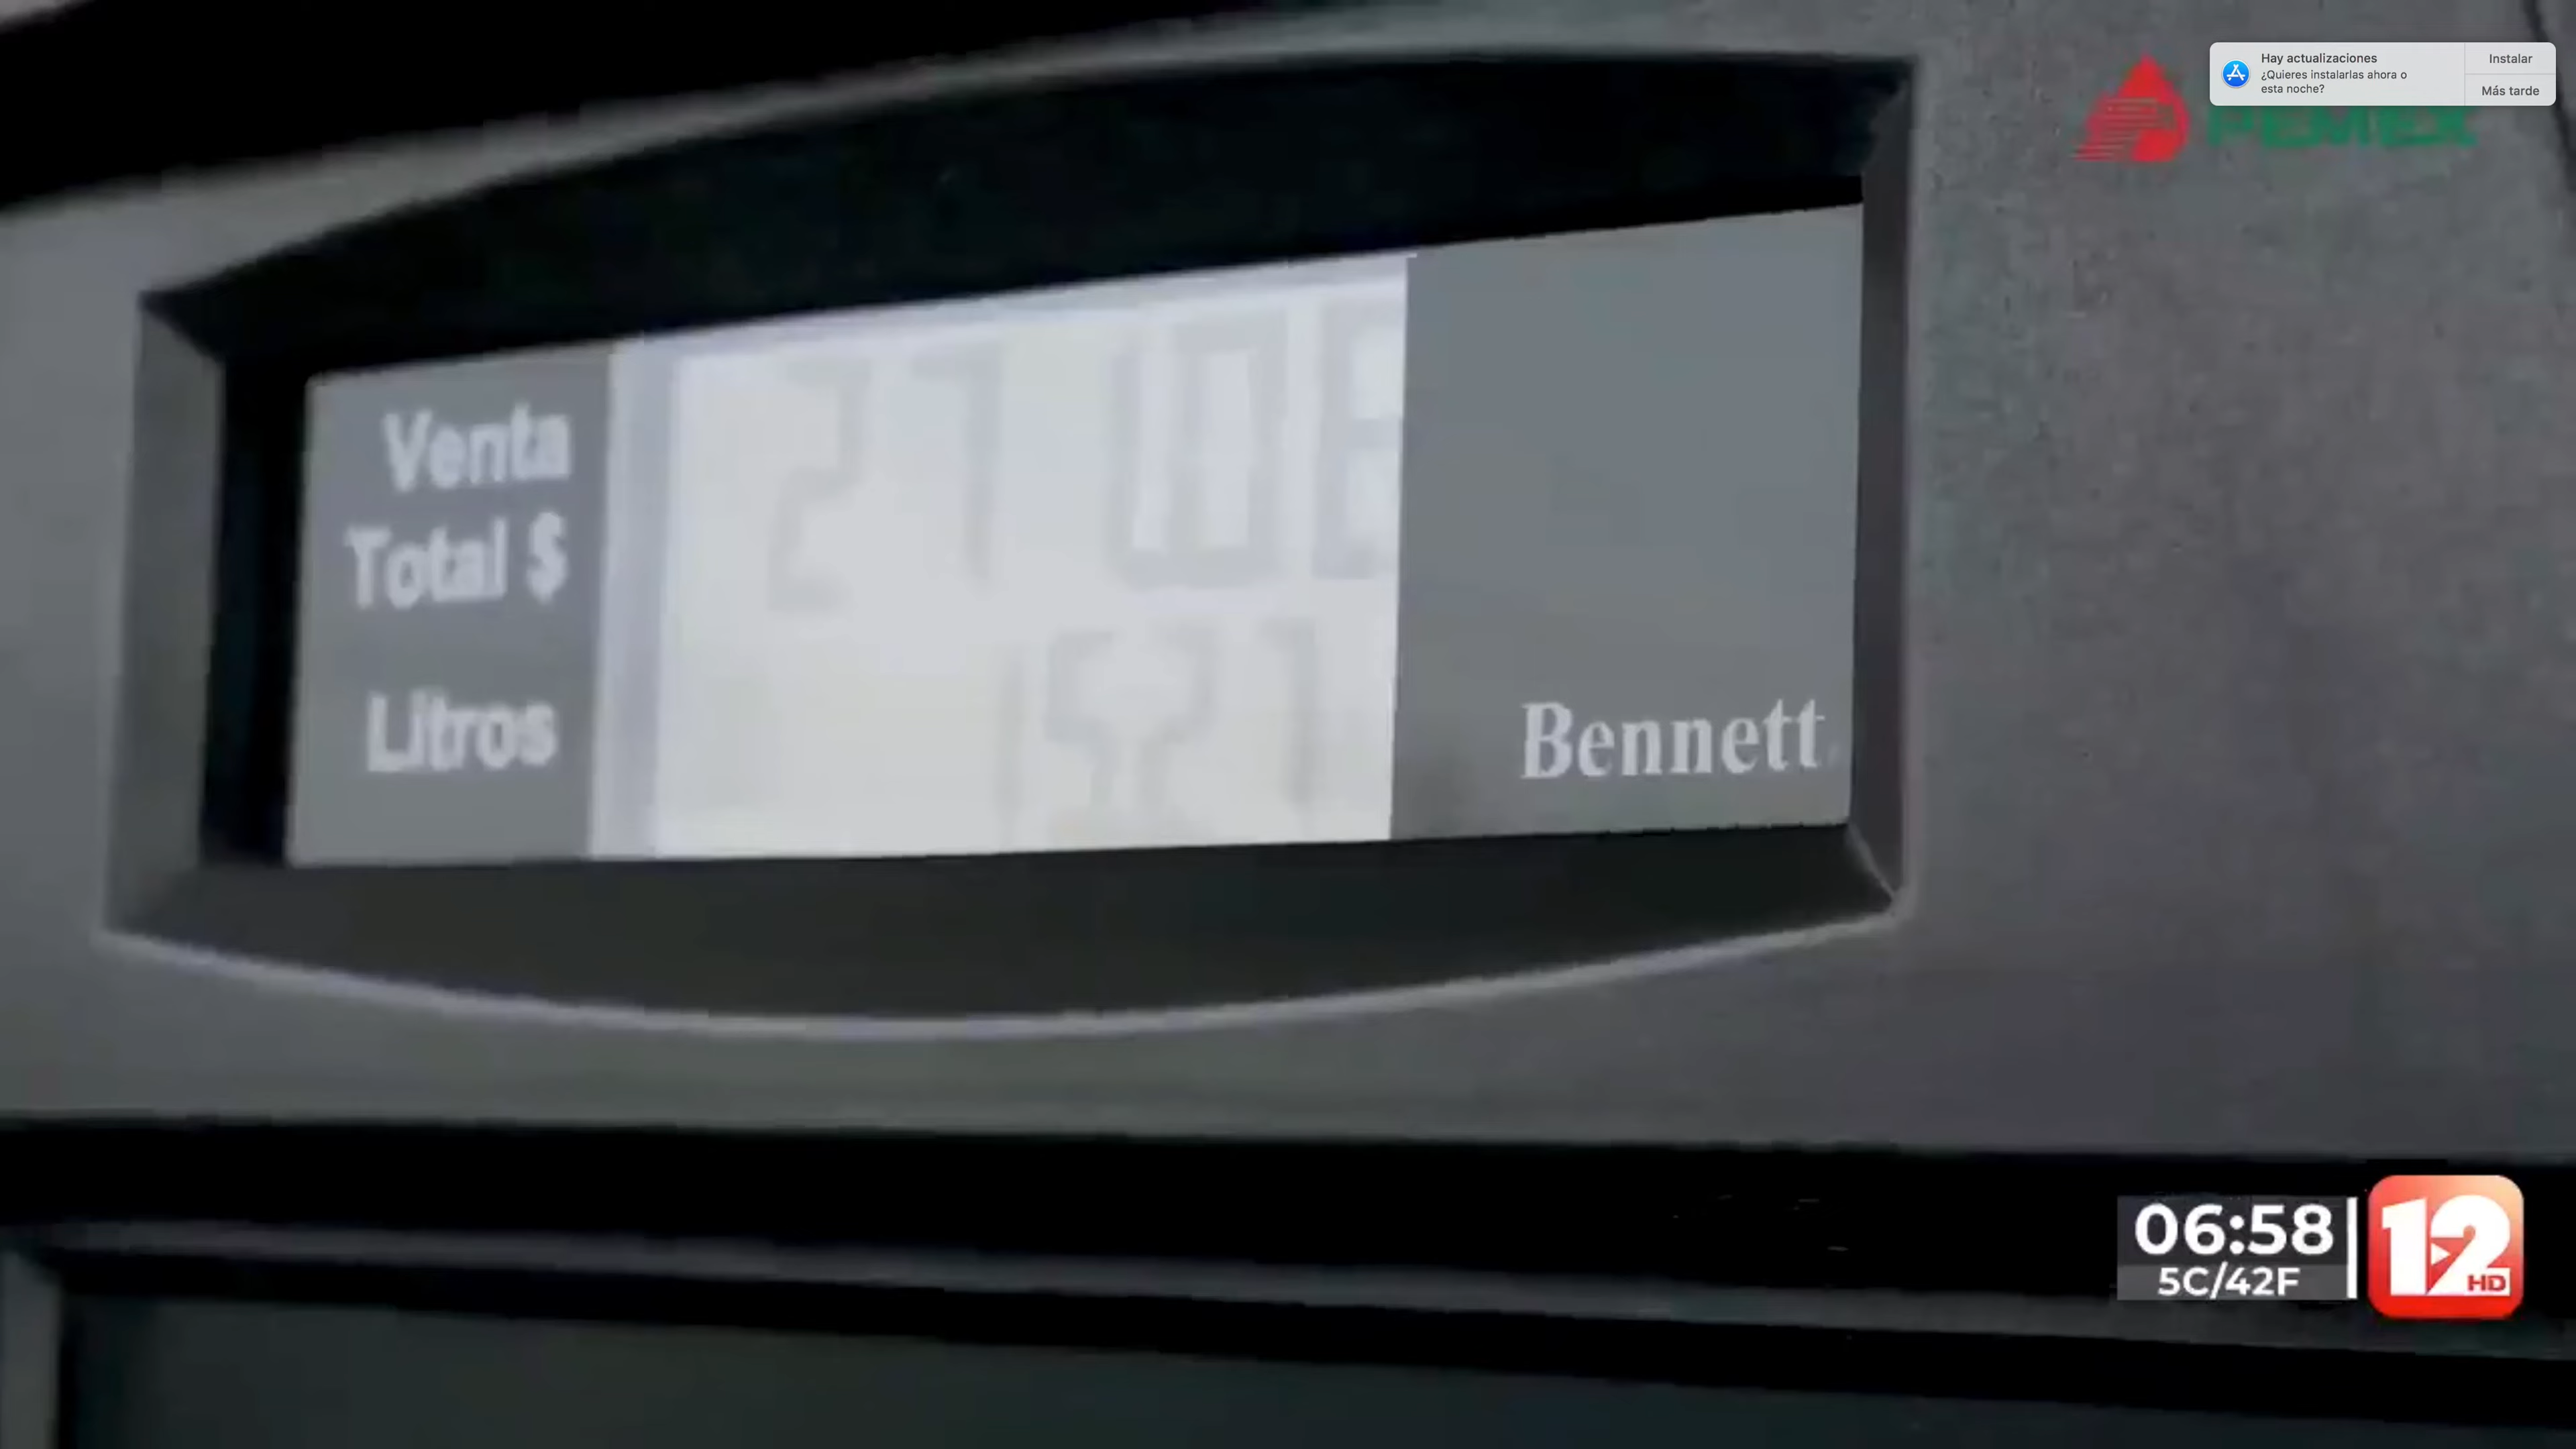 Hay actualizaciones
¿Quieres instalarlas ahora o
esta noche?
Instalar
Más tarde
PEMEX
Venta
Total $
Litros
Bennett
06:58
5C/42F
12
HD